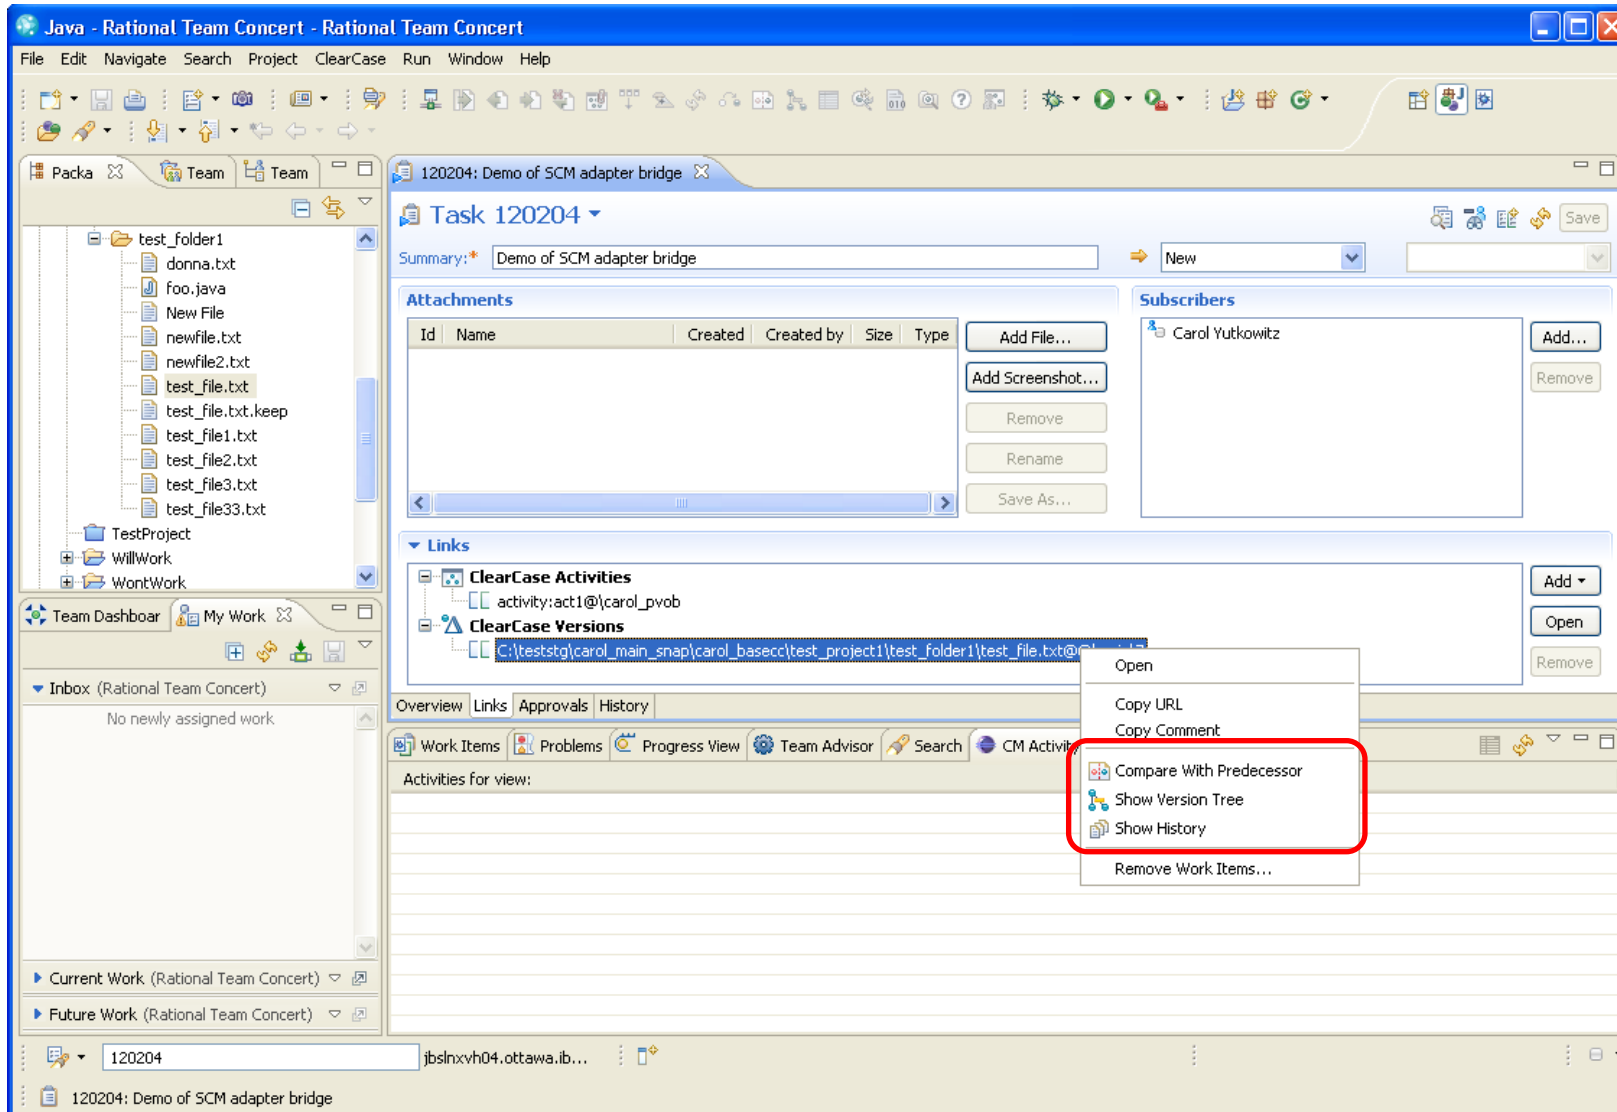 Java - Rational Team Concert - Rational Team Concert
File Edit Navigate Search Project ClearCase Run Window Help
Packa
Team
Team
test_folder1
donna.txt
foo.java
New File
newfile.txt
newfile2.txt
test_file.txt
test_file.txt.keep
test_file1.txt
test_file2.txt
test_file3.txt
test_file33.txt
TestProject
WillWork
WontWork
120204: Demo of SCM adapter bridge
Task 120204
Save
Summary:* Demo of SCM adapter bridge
New
Attachments
Id Name Created Created by Size Type
Add File...
Add Screenshot...
Remove
Rename
Save As...
Subscribers
Carol Yutkowitz
Add...
Remove
Links
ClearCase Activities
activity:act1@\carol_pvob
ClearCase Versions
C:\teststg\carol_main_snap\carol_basecc\test_project1\test_folder1\test_file.txt@
Add
Open
Remove
Overview Links Approvals History
Open
Copy URL
Copy Comment
Compare With Predecessor
Show Version Tree
Show History
Remove Work Items...
Team Dashboar
My Work
Inbox (Rational Team Concert)
No newly assigned work
Current Work (Rational Team Concert)
Future Work (Rational Team Concert)
Work Items Problems Progress View Team Advisor Search CM Activity
Activities for view:
120204
jbslnxvh04.ottawa.ib...
120204: Demo of SCM adapter bridge